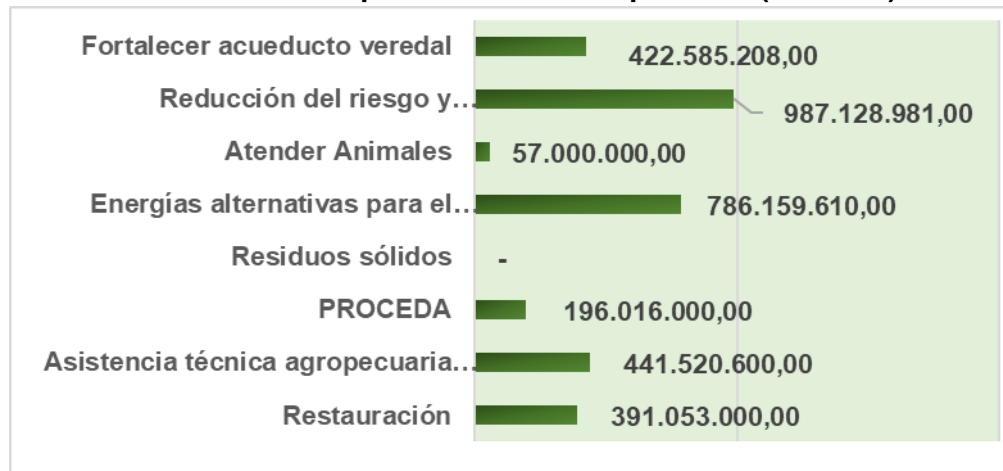 Fortalecer acueducto veredal 422.585.208,00
Reducción del riesgo y… 987.128.981,00
Atender Animales 57.000.000,00
Energías alternativas para el… 786.159.610,00
Residuos sólidos -
PROCEDA 196.016.000,00
Asistencia técnica agropecuaria… 441.520.600,00
Restauración 391.053.000,00